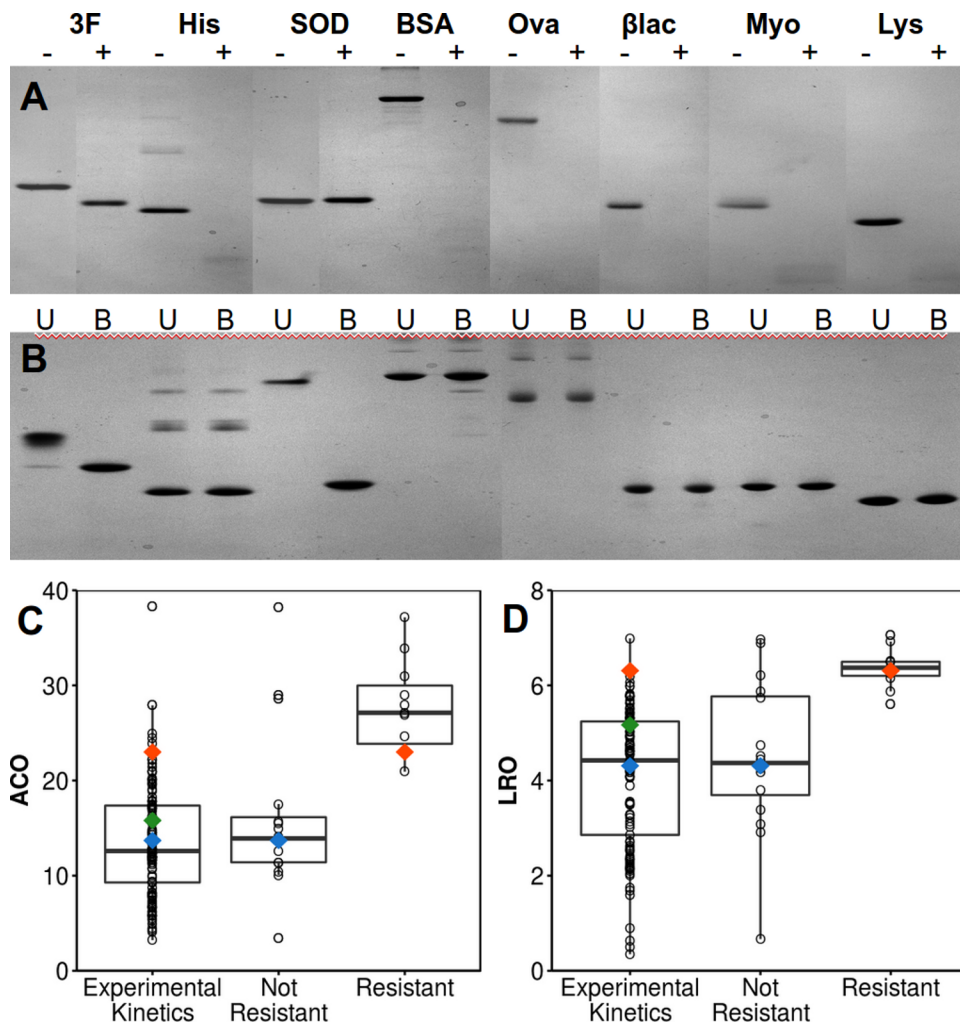 3F His SOD BSA Ova βlac Myo Lys
- + - + - + - + - + - + - + - +
A
U B U B U B U B U B U B U B U B
B
C
40
30
20
10
0
ACO
Experimental Kinetics
Not Resistant
Resistant
D
8
6
4
2
0
LRO
Experimental Kinetics
Not Resistant
Resistant